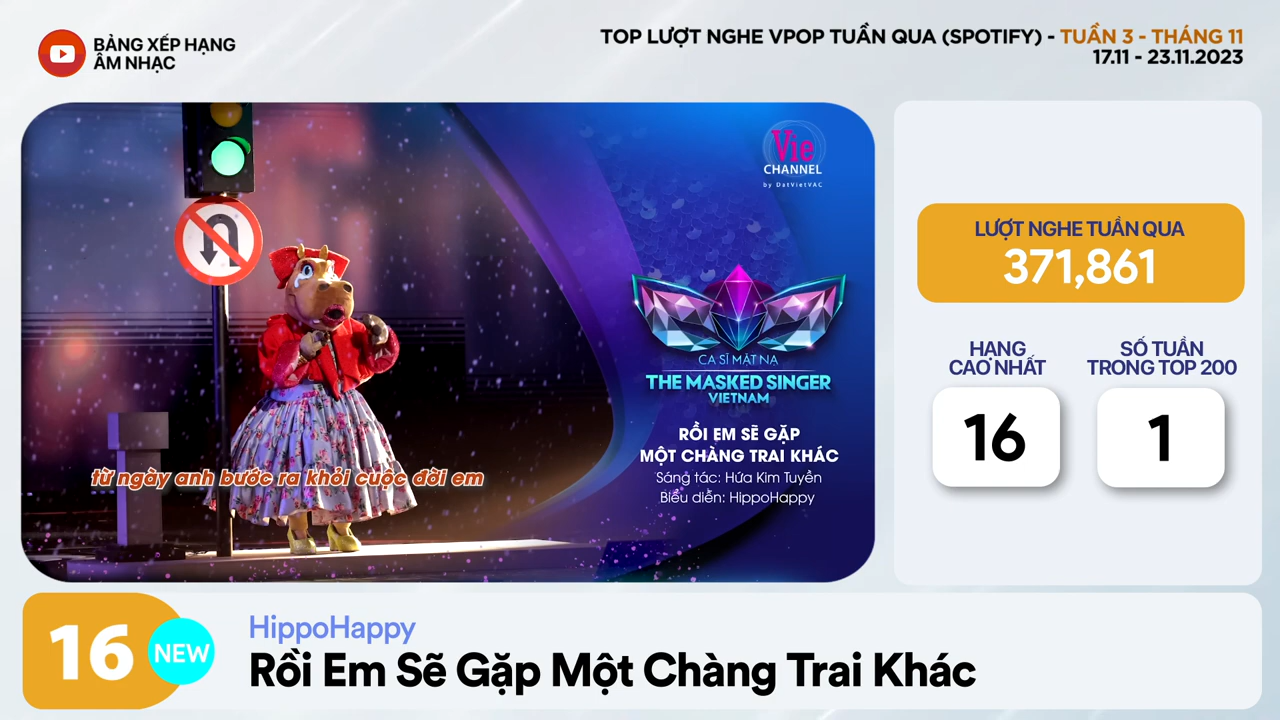 BẢNG XẾP HẠNG
ÂM NHẠC
TOP LƯỢT NGHE VPOP TUẦN QUA (SPOTIFY) - TUẦN 3 - THÁNG 11
17.11 - 23.11.2023
Vie
CHANNEL
by DatVietVAC
CA SĨ MẶT NẠ
THE MASKED SINGER
VIETNAM
RỒI EM SẼ GẶP
MỘT CHÀNG TRAI KHÁC
Sáng tác: Hứa Kim Tuyền
Biểu diễn: HippoHappy
từ ngày anh bước ra khỏi cuộc đời em
LƯỢT NGHE TUẦN QUA
371,861
HẠNG
CAO NHẤT
16
SỐ TUẦN
TRONG TOP 200
1
16
NEW
HippoHappy
Rồi Em Sẽ Gặp Một Chàng Trai Khác